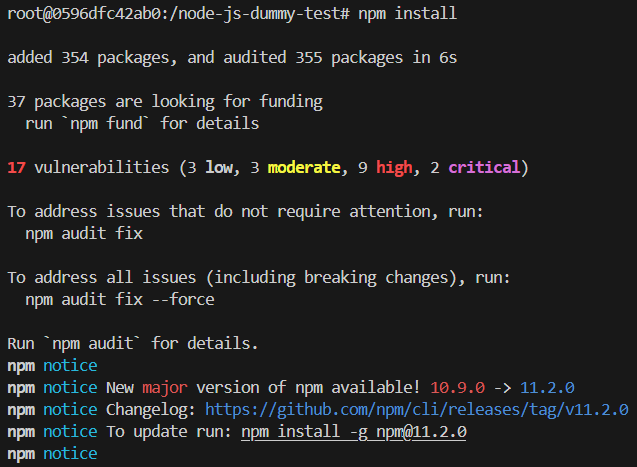 root@0596dfc42ab0:/node-js-dummy-test# npm install
added 354 packages, and audited 355 packages in 6s
37 packages are looking for funding
run `npm fund` for details
17 vulnerabilities (3 low, 3 moderate, 9 high, 2 critical)
To address issues that do not require attention, run:
npm audit fix
To address all issues (including breaking changes), run:
npm audit fix --force
Run `npm audit` for details.
npm notice
npm notice New major version of npm available! 10.9.0 -> 11.2.0
npm notice Changelog: https://github.com/npm/cli/releases/tag/v11.2.0
npm notice To update run: npm install -g npm@11.2.0
npm notice